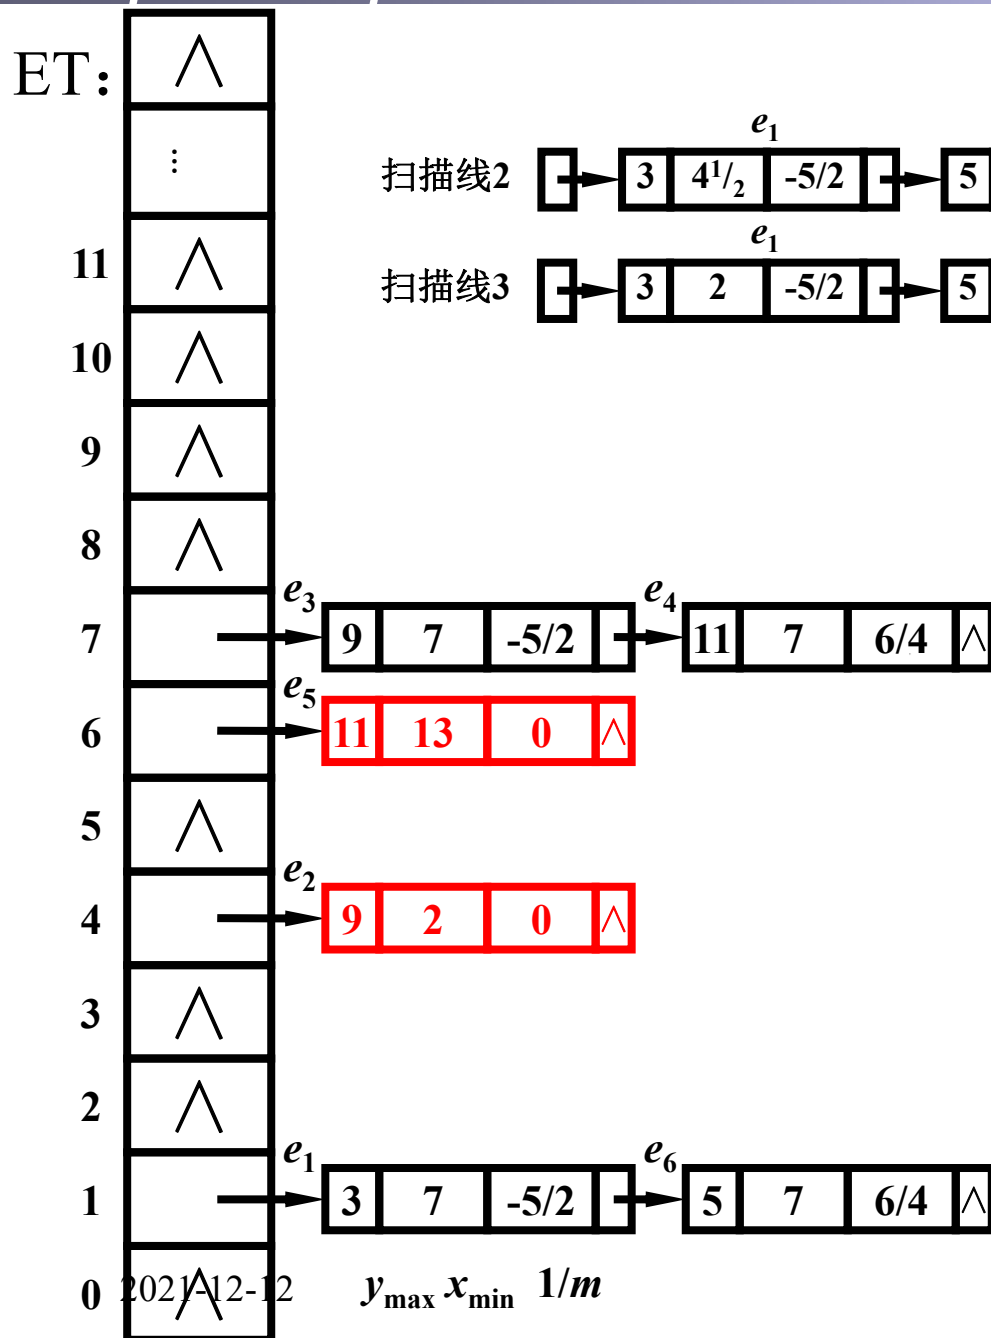 ET: ∧
⋮
e1
扫描线2 3 4 1/2 -5/2 5
e1
扫描线3 3 2 -5/2 5
11 ∧
10 ∧
9 ∧
8 ∧
e3 e4
7 9 7 -5/2 11 7 6/4 ∧
e5
6 11 13 0 ∧
5 ∧
e2
4 9 2 0 ∧
3 ∧
2 ∧
e1 e6
1 3 7 -5/2 5 7 6/4 ∧
0 ∧
2021-12-12 ymax xmin 1/m